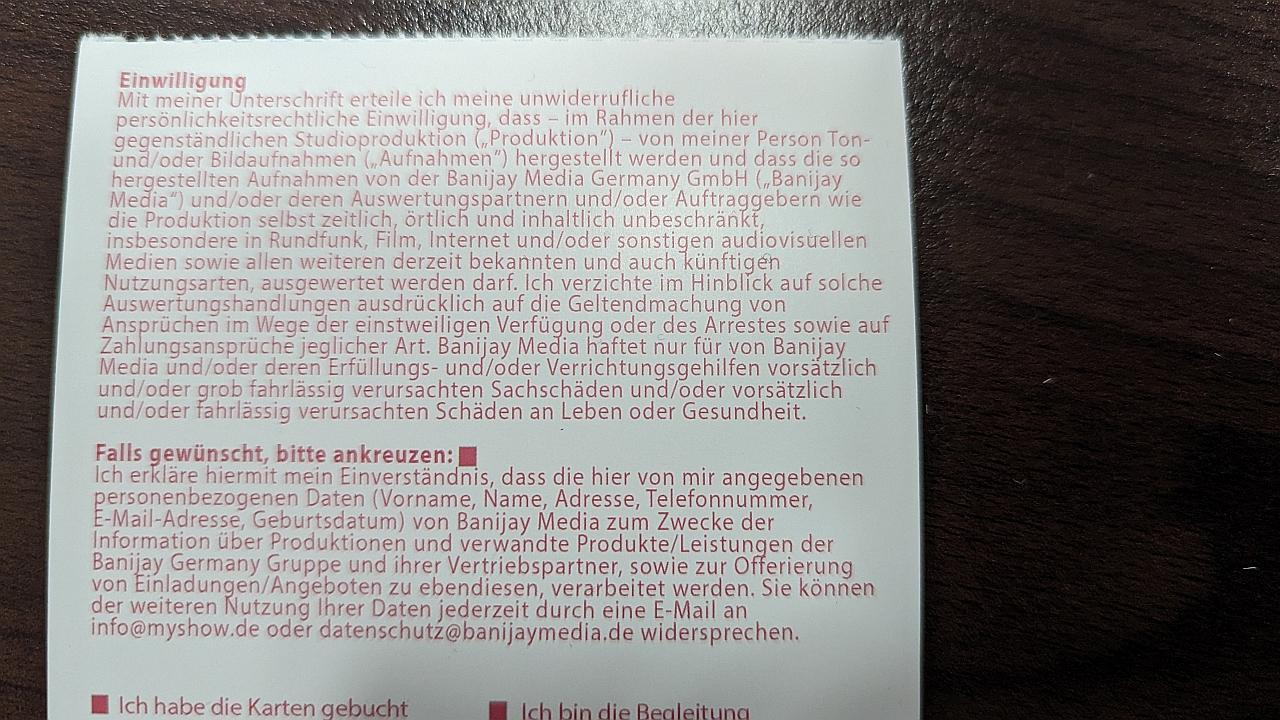 Einwilligung
Mit meiner Unterschrift erteile ich meine unwiderrufliche
persönlichkeitsrechtliche Einwilligung, dass – im Rahmen der hier
gegenständlichen Studioproduktion („Produktion“) – von meiner Person Ton-
und/oder Bildaufnahmen („Aufnahmen“) hergestellt werden und dass die so
hergestellten Aufnahmen von der Banijay Media Germany GmbH („Banijay
Media“) und/oder deren Auswertungspartnern und/oder Auftraggebern wie
die Produktion selbst zeitlich, örtlich und inhaltlich unbeschränkt,
insbesondere in Rundfunk, Film, Internet und/oder sonstigen audiovisuellen
Medien sowie allen weiteren derzeit bekannten und auch künftigen
Nutzungsarten, ausgewertet werden darf. Ich verzichte im Hinblick auf solche
Auswertungshandlungen ausdrücklich auf die Geltendmachung von
Ansprüchen im Wege der einstweiligen Verfügung oder des Arrestes sowie auf
Zahlungsansprüche jeglicher Art. Banijay Media haftet nur für von Banijay
Media und/oder deren Erfüllungs- und/oder Verrichtungsgehilfen vorsätzlich
und/oder grob fahrlässig verursachten Sachschäden und/oder vorsätzlich
und/oder fahrlässig verursachten Schäden an Leben oder Gesundheit.
Falls gewünscht, bitte ankreuzen:
Ich erkläre hiermit mein Einverständnis, dass die hier von mir angegebenen
personenbezogenen Daten (Vorname, Name, Adresse, Telefonnummer,
E-Mail-Adresse, Geburtsdatum) von Banijay Media zum Zwecke der
Information über Produktionen und verwandte Produkte/Leistungen der
Banijay Germany Gruppe und ihrer Vertriebspartner, sowie zur Offerierung
von Einladungen/Angeboten zu ebendiesen, verarbeitet werden. Sie können
der weiteren Nutzung Ihrer Daten jederzeit durch eine E-Mail an
info@myshow.de oder datenschutz@banijaymedia.de widersprechen.
Ich habe die Karten gebucht
Ich bin die Begleitung